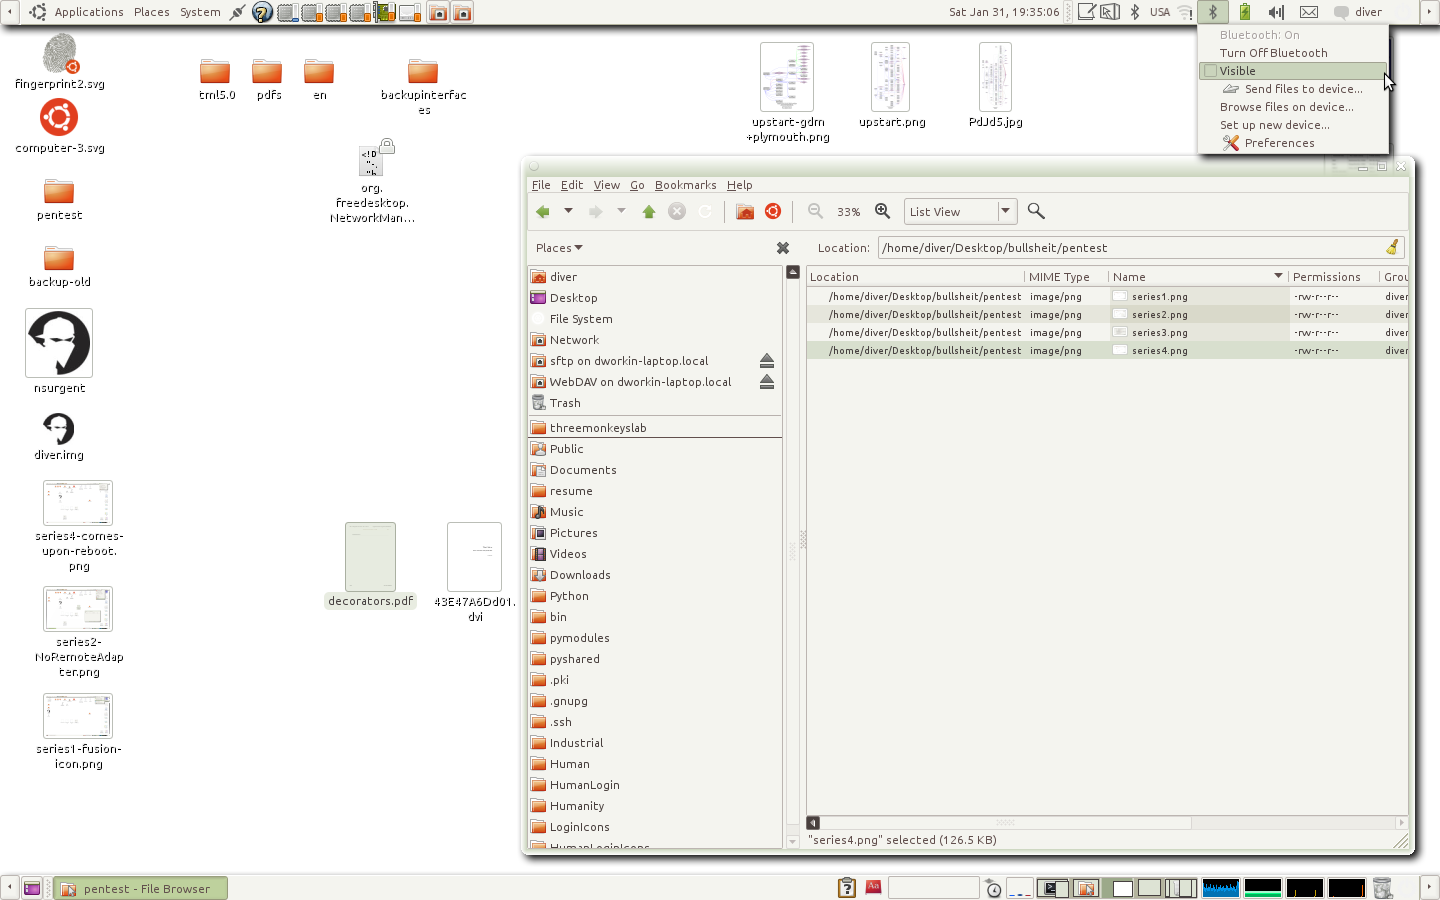 Applications Places System
Sat Jan 31, 19:35:06
USA
diver
Bluetooth: On
Turn Off Bluetooth
Visible
Send files to device...
Browse files on device...
Set up new device...
Preferences
fingerprint2.svg
computer-3.svg
pentest
backup-old
nsurgent
diver.img
series4-comes-
upon-reboot.
png
series2-
NoRemoteAdap
ter.png
series1-fusion-
icon.png
tml5.0
pdfs
en
backupinterfac
es
<!D
org.
freedesktop.
NetworkMan...
upstart-gdm
+plymouth.png
upstart.png
PdJd5.jpg
decorators.pdf
43E47A6Dd01.
dvi
File Edit View Go Bookmarks Help
33%
List View
Places
Location: /home/diver/Desktop/bullsheit/pentest
diver
Desktop
File System
Network
sftp on dworkin-laptop.local
WebDAV on dworkin-laptop.local
Trash
threemonkeyslab
Public
Documents
resume
Music
Pictures
Videos
Downloads
Python
bin
pymodules
pyshared
.pki
.gnupg
.ssh
Industrial
Human
HumanLogin
Humanity
LoginIcons
HumanLoginIcons
Location MIME Type Name Permissions Grou
/home/diver/Desktop/bullsheit/pentest image/png series1.png -rw-r--r-- diver
/home/diver/Desktop/bullsheit/pentest image/png series2.png -rw-r--r-- diver
/home/diver/Desktop/bullsheit/pentest image/png series3.png -rw-r--r-- diver
/home/diver/Desktop/bullsheit/pentest image/png series4.png -rw-r--r-- diver
"series4.png" selected (126.5 KB)
pentest - File Browser
Aa